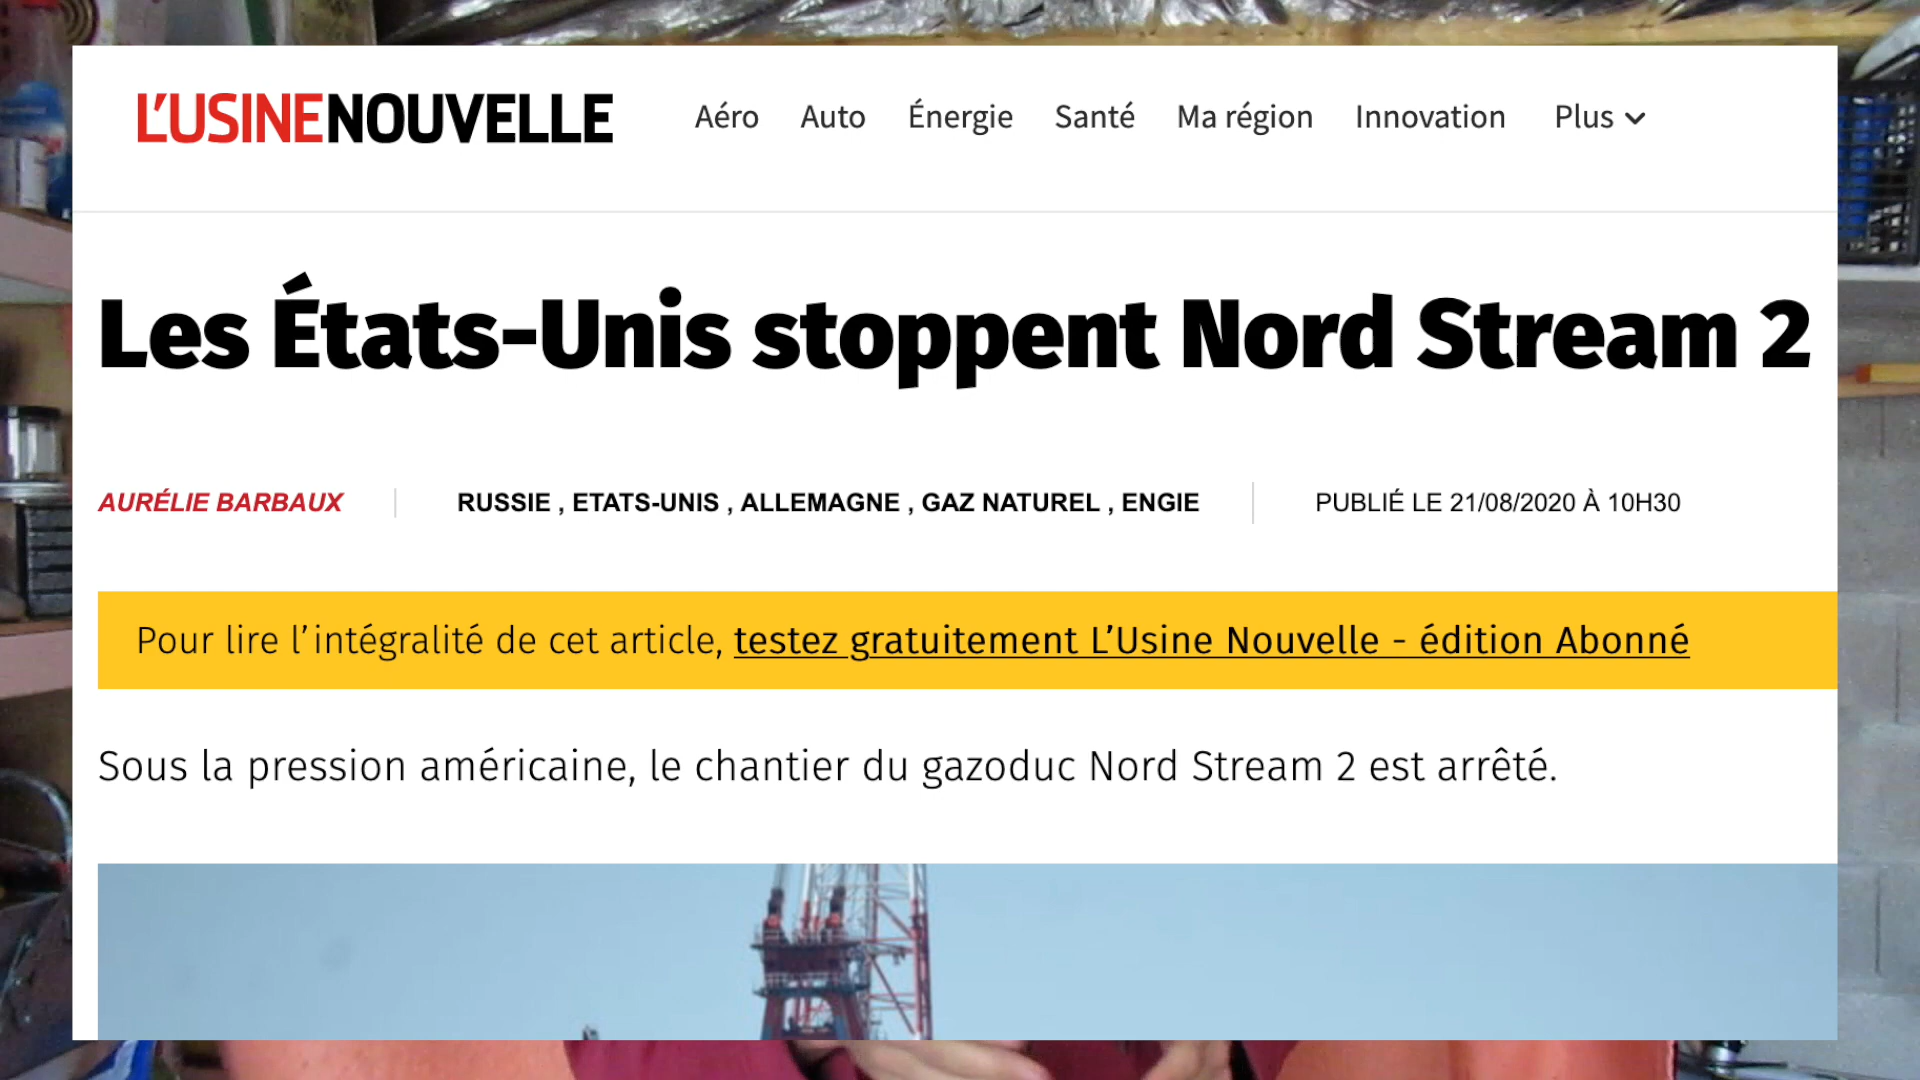 L'USINENOUVELLE Aéro Auto Énergie Santé Ma région Innovation Plus
Les États-Unis stoppent Nord Stream 2
AURÉLIE BARBAUX RUSSIE , ETATS-UNIS , ALLEMAGNE , GAZ NATUREL , ENGIE PUBLIÉ LE 21/08/2020 À 10H30
Pour lire l'intégralité de cet article, testez gratuitement L'Usine Nouvelle - édition Abonné
Sous la pression américaine, le chantier du gazoduc Nord Stream 2 est arrêté.